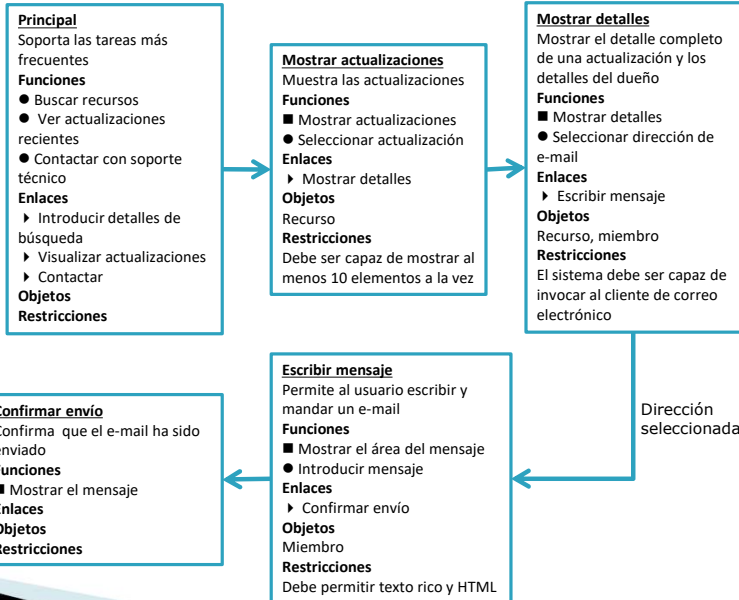 Principal
Soporta las tareas más
frecuentes
Funciones
● Buscar recursos
● Ver actualizaciones
recientes
● Contactar con soporte
técnico
Enlaces
▸ Introducir detalles de
búsqueda
▸ Visualizar actualizaciones
▸ Contactar
Objetos
Restricciones
Mostrar actualizaciones
Muestra las actualizaciones
Funciones
■ Mostrar actualizaciones
● Seleccionar actualización
Enlaces
▸ Mostrar detalles
Objetos
Recurso
Restricciones
Debe ser capaz de mostrar al
menos 10 elementos a la vez
Mostrar detalles
Mostrar el detalle completo
de una actualización y los
detalles del dueño
Funciones
■ Mostrar detalles
● Seleccionar dirección de
e-mail
Enlaces
▸ Escribir mensaje
Objetos
Recurso, miembro
Restricciones
El sistema debe ser capaz de
invocar al cliente de correo
electrónico
Dirección
seleccionada
Escribir mensaje
Permite al usuario escribir y
mandar un e-mail
Funciones
■ Mostrar el área del mensaje
● Introducir mensaje
Enlaces
▸ Confirmar envío
Objetos
Miembro
Restricciones
Debe permitir texto rico y HTML
Confirmar envío
Confirma que el e-mail ha sido
enviado
Funciones
■ Mostrar el mensaje
Enlaces
Objetos
Restricciones